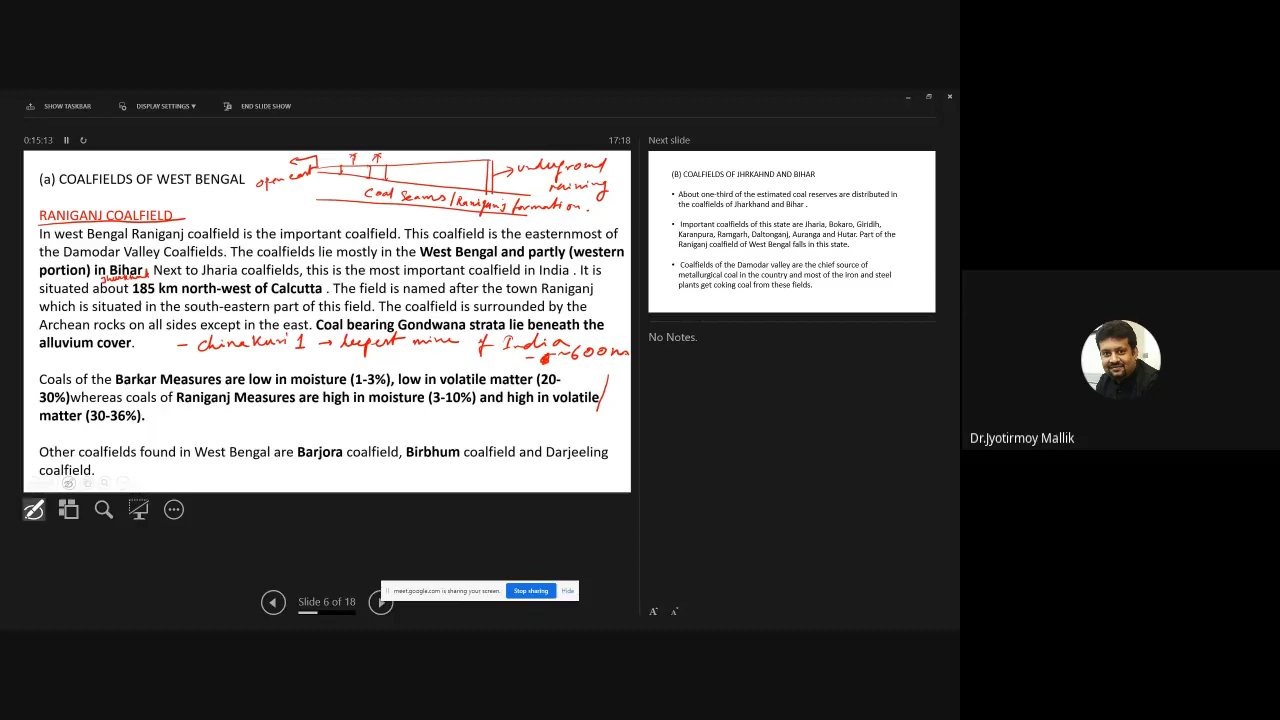 SHOW TASKBAR
DISPLAY SETTINGS ▼
END SLIDE SHOW
0:15:13
17:18
(a) COALFIELDS OF WEST BENGAL
open cast
underground
mining
Coal Seams/Raniganj formation.
RANIGANJ COALFIELD
In west Bengal Raniganj coalfield is the important coalfield. This coalfield is the easternmost of
the Damodar Valley Coalfields. The coalfields lie mostly in the West Bengal and partly (western
portion) in Bihar. Next to Jharia coalfields, this is the most important coalfield in India . It is
Jharkhand
situated about 185 km north-west of Calcutta . The field is named after the town Raniganj
which is situated in the south-eastern part of this field. The coalfield is surrounded by the
Archean rocks on all sides except in the east. Coal bearing Gondwana strata lie beneath the
alluvium cover.
- Chinakuri 1 → deepest mine of India
- ~600m
Coals of the Barkar Measures are low in moisture (1-3%), low in volatile matter (20-
30%)whereas coals of Raniganj Measures are high in moisture (3-10%) and high in volatile
matter (30-36%).
Other coalfields found in West Bengal are Barjora coalfield, Birbhum coalfield and Darjeeling
coalfield.
Slide 6 of 18
meet.google.com is sharing your screen.
Stop sharing
Hide
Next slide
(B) COALFIELDS OF JHRKAHND AND BIHAR
• About one-third of the estimated coal reserves are distributed in
the coalfields of Jharkhand and Bihar .
• Important coalfields of this state are Jharia, Bokaro, Giridih,
Karanpura, Ramgarh, Daltonganj, Auranga and Hutar. Part of the
Raniganj coalfield of West Bengal falls in this state.
• Coalfields of the Damodar valley are the chief source of
metallurgical coal in the country and most of the iron and steel
plants get coking coal from these fields.
No Notes.
A A
Dr.Jyotirmoy Mallik